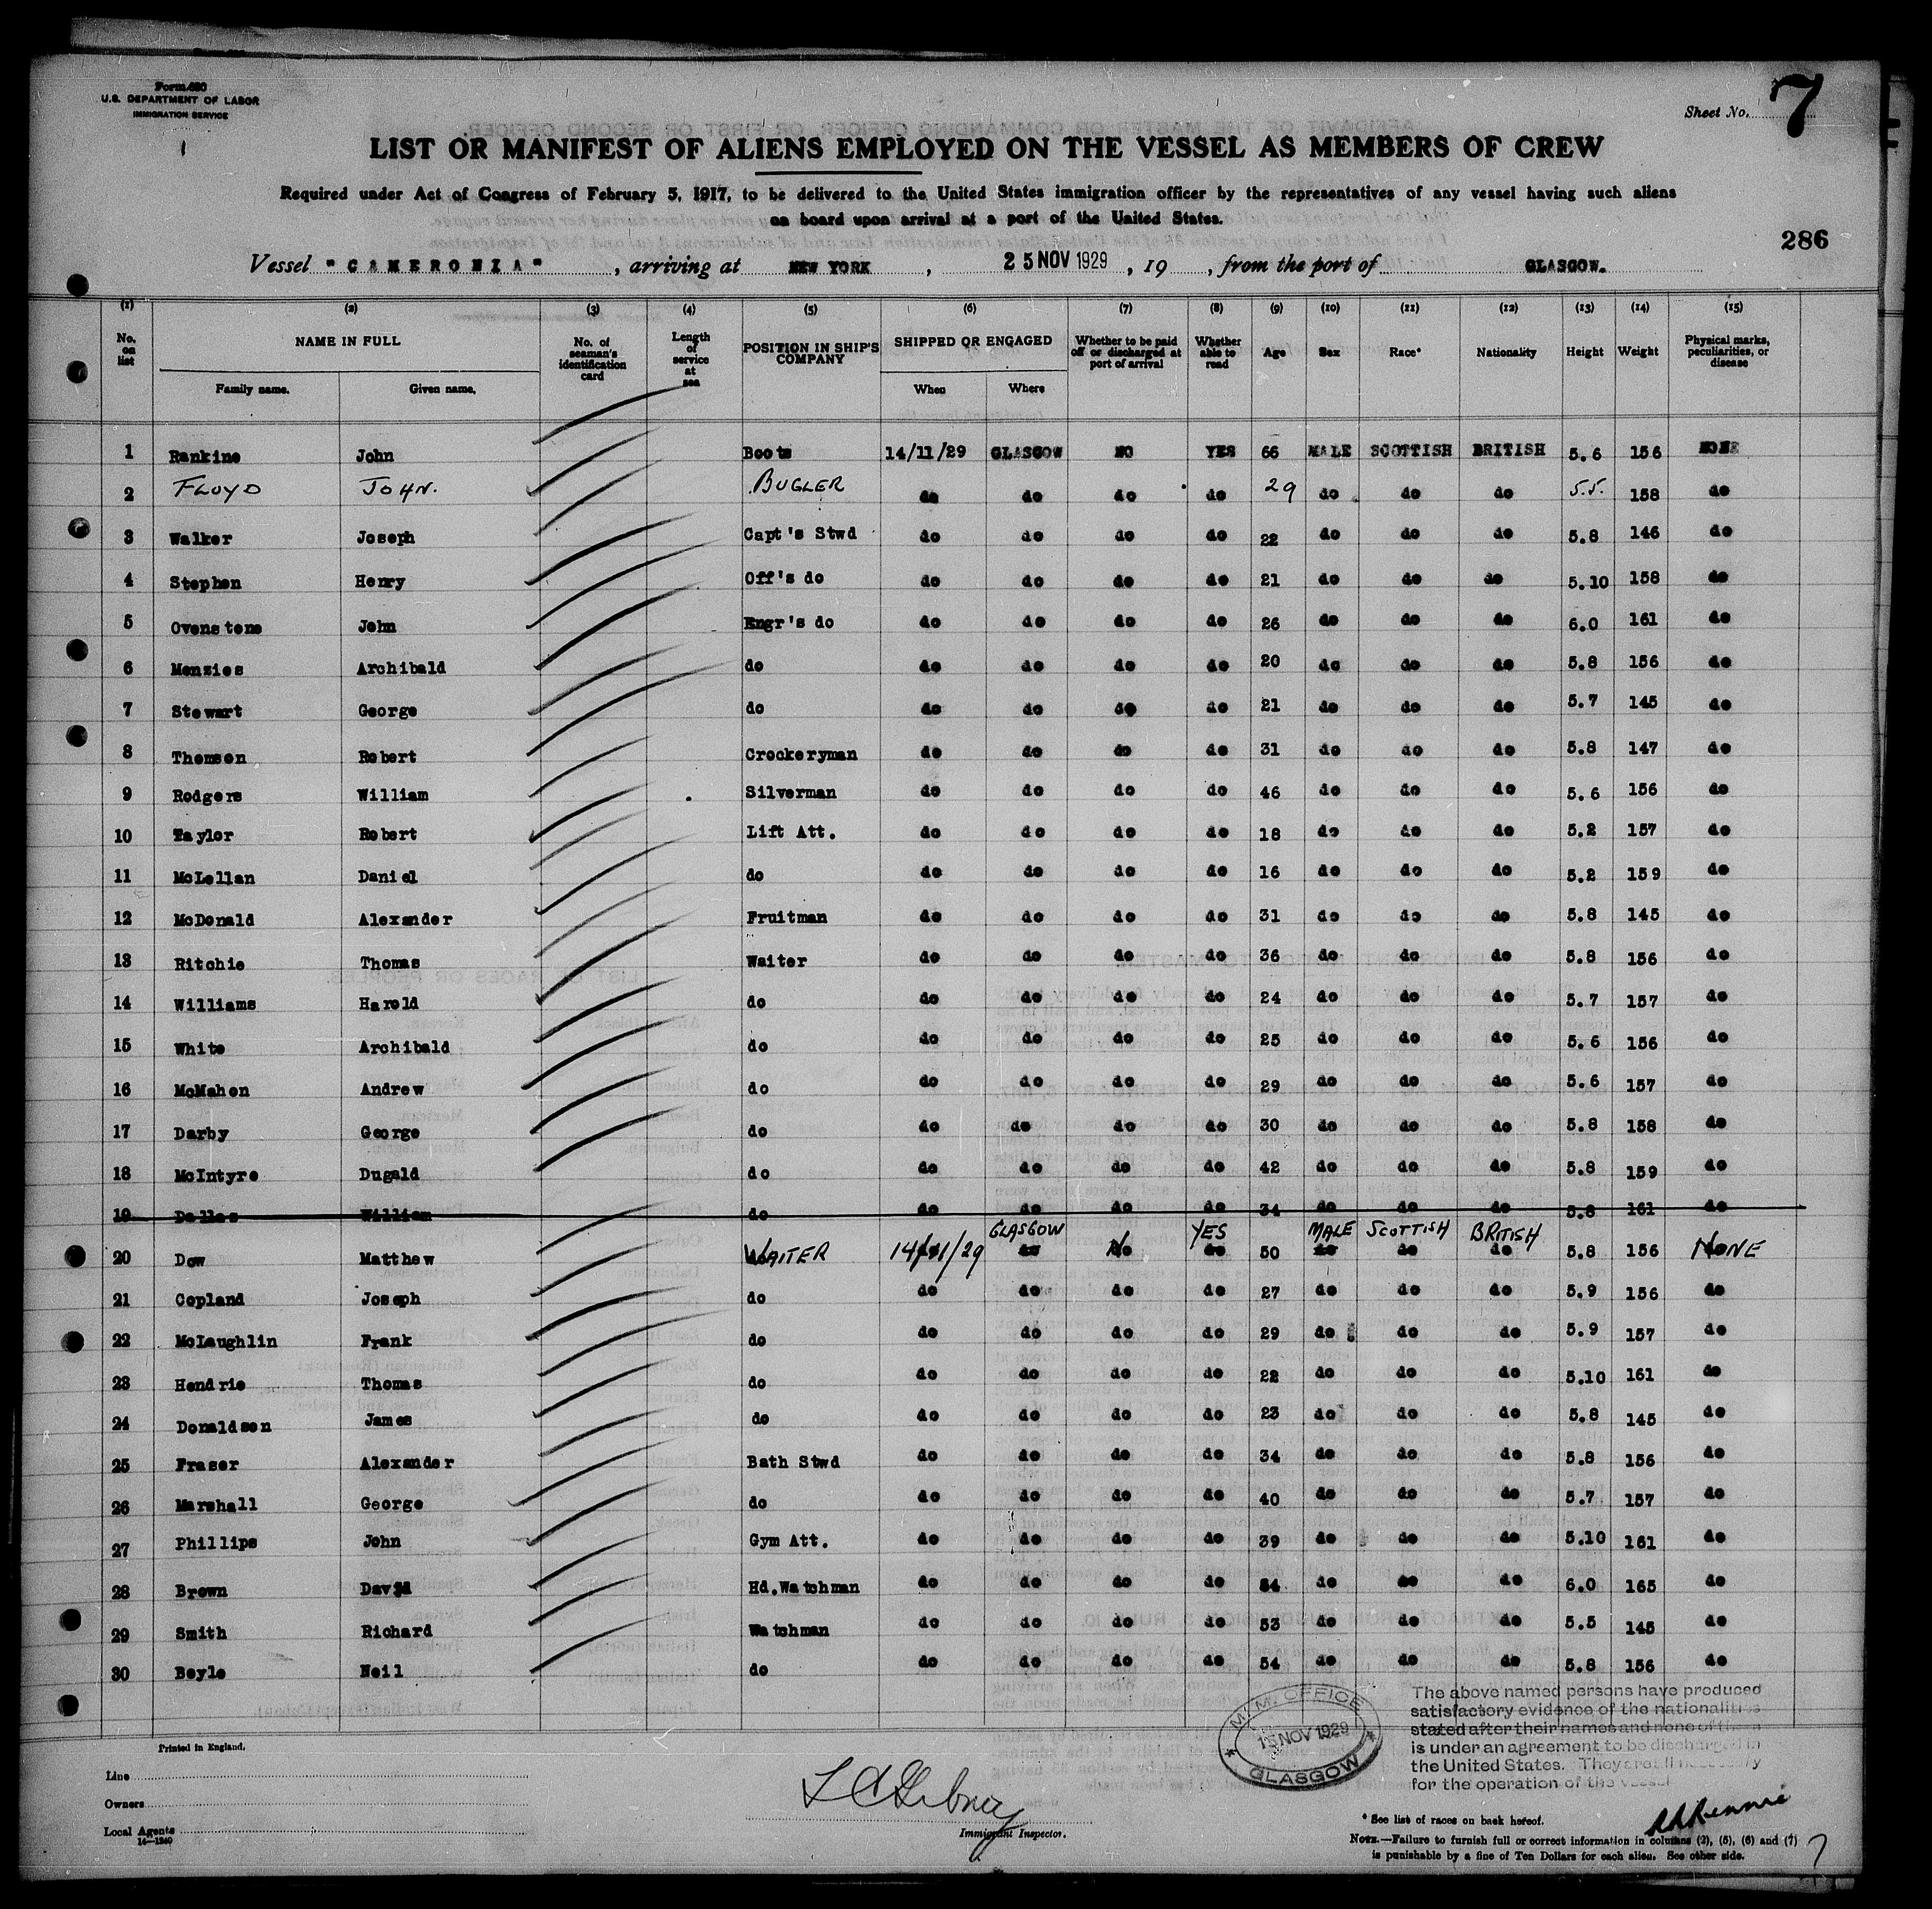 Form 680
U.S. DEPARTMENT OF LABOR
IMMIGRATION SERVICE
Sheet No. 7
LIST OR MANIFEST OF ALIENS EMPLOYED ON THE VESSEL AS MEMBERS OF CREW
Required under Act of Congress of February 5, 1917, to be delivered to the United States immigration officer by the representatives of any vessel having such aliens
on board upon arrival at a port of the United States.
286
Vessel "CAMERONIA", arriving at NEW YORK, 25 NOV 1929, 19 , from the port of GLASGOW.
(1) (2) (3) (4) (5) (6) (7) (8) (9) (10) (11) (12) (13) (14) (15)
No. on list NAME IN FULL No. of seaman's identification card Length of service at sea POSITION IN SHIP'S COMPANY SHIPPED OR ENGAGED Whether to be paid off or discharged at port of arrival Whether able to read Age Sex Race* Nationality Height Weight Physical marks, peculiarities, or disease
Family name. Given name. When Where
1 Rankine John Boots 14/11/29 GLASGOW NO YES 66 MALE SCOTTISH BRITISH 5.6 156 NONE
2 FLOYD JOHN. BUGLER do do do do 29 do do do 5.5. 158 do
3 Walker Joseph Capt's Stwd do do do do 22 do do do 5.8 146 do
4 Stephen Henry Off's do do do do do 21 do do do 5.10 158 do
5 Ovenstone John Engr's do do do do do 26 do do do 6.0 161 do
6 Menzies Archibald do do do do do 20 do do do 5.8 156 do
7 Stewart George do do do do do 21 do do do 5.7 145 do
8 Thomson Robert Crockeryman do do do do 31 do do do 5.8 147 do
9 Rodgers William Silverman do do do do 46 do do do 5.6 156 do
10 Taylor Robert Lift Att. do do do do 18 do do do 5.2 157 do
11 McLellan Daniel do do do do do 16 do do do 5.2 159 do
12 McDonald Alexander Fruitman do do do do 31 do do do 5.8 145 do
13 Ritchie Thomas Waiter do do do do 36 do do do 5.8 156 do
14 Williams Harold do do do do do 24 do do do 5.7 157 do
15 White Archibald do do do do do 25 do do do 5.6 156 do
16 McMahon Andrew do do do do do 29 do do do 5.6 157 do
17 Darby George do do do do do 30 do do do 5.8 158 do
18 McIntyre Dugald do do do do do 42 do do do 5.8 159 do
19 William do do do do do 34 do do do 5.8 161 do
20 Dow Matthew WAITER 14/11/29 GLASGOW No YES 50 MALE SCOTTISH BRITISH 5.8 156 NONE
21 Copland Joseph do do do do do 27 do do do 5.9 156 do
22 McLaughlin Frank do do do do do 29 do do do 5.9 157 do
23 Hendrie Thomas do do do do do 22 do do do 5.10 161 do
24 Donaldson James do do do do do 23 do do do 5.8 145 do
25 Fraser Alexander Bath Stwd do do do do 34 do do do 5.8 156 do
26 Marshall George do do do do do 40 do do do 5.7 157 do
27 Phillips John Gym Att. do do do do 39 do do do 5.10 161 do
28 Brown David Hd.Watchman do do do do do do do 6.0 165 do
29 Smith Richard Watchman do do do do 53 do do do 5.5 145 do
30 Boyle Neil do do do do do 54 do do do 5.8 156 do
M.M. OFFICE
15 NOV 1929
GLASGOW
The above named persons have produced
satisfactory evidence of the nationalities
stated after their names and none of them
is under an agreement to be discharged in
the United States. They are all necessary
for the operation of the vessel
Printed in England.
Line
Owners
Local Agents
14—1240
Immigrant Inspector.
* See list of races on back hereof.
NOTE.—Failure to furnish full or correct information in columns (2), (5), (6) and (7)
is punishable by a fine of Ten Dollars for each alien. See other side.